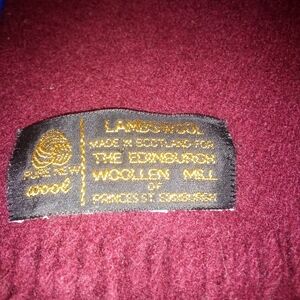 PURE NEW
wool
LAMBSWOOL
MADE IN SCOTLAND FOR
THE EDINBURGH
WOOLLEN MILL
OF
PRINCES ST. EDINBURGH